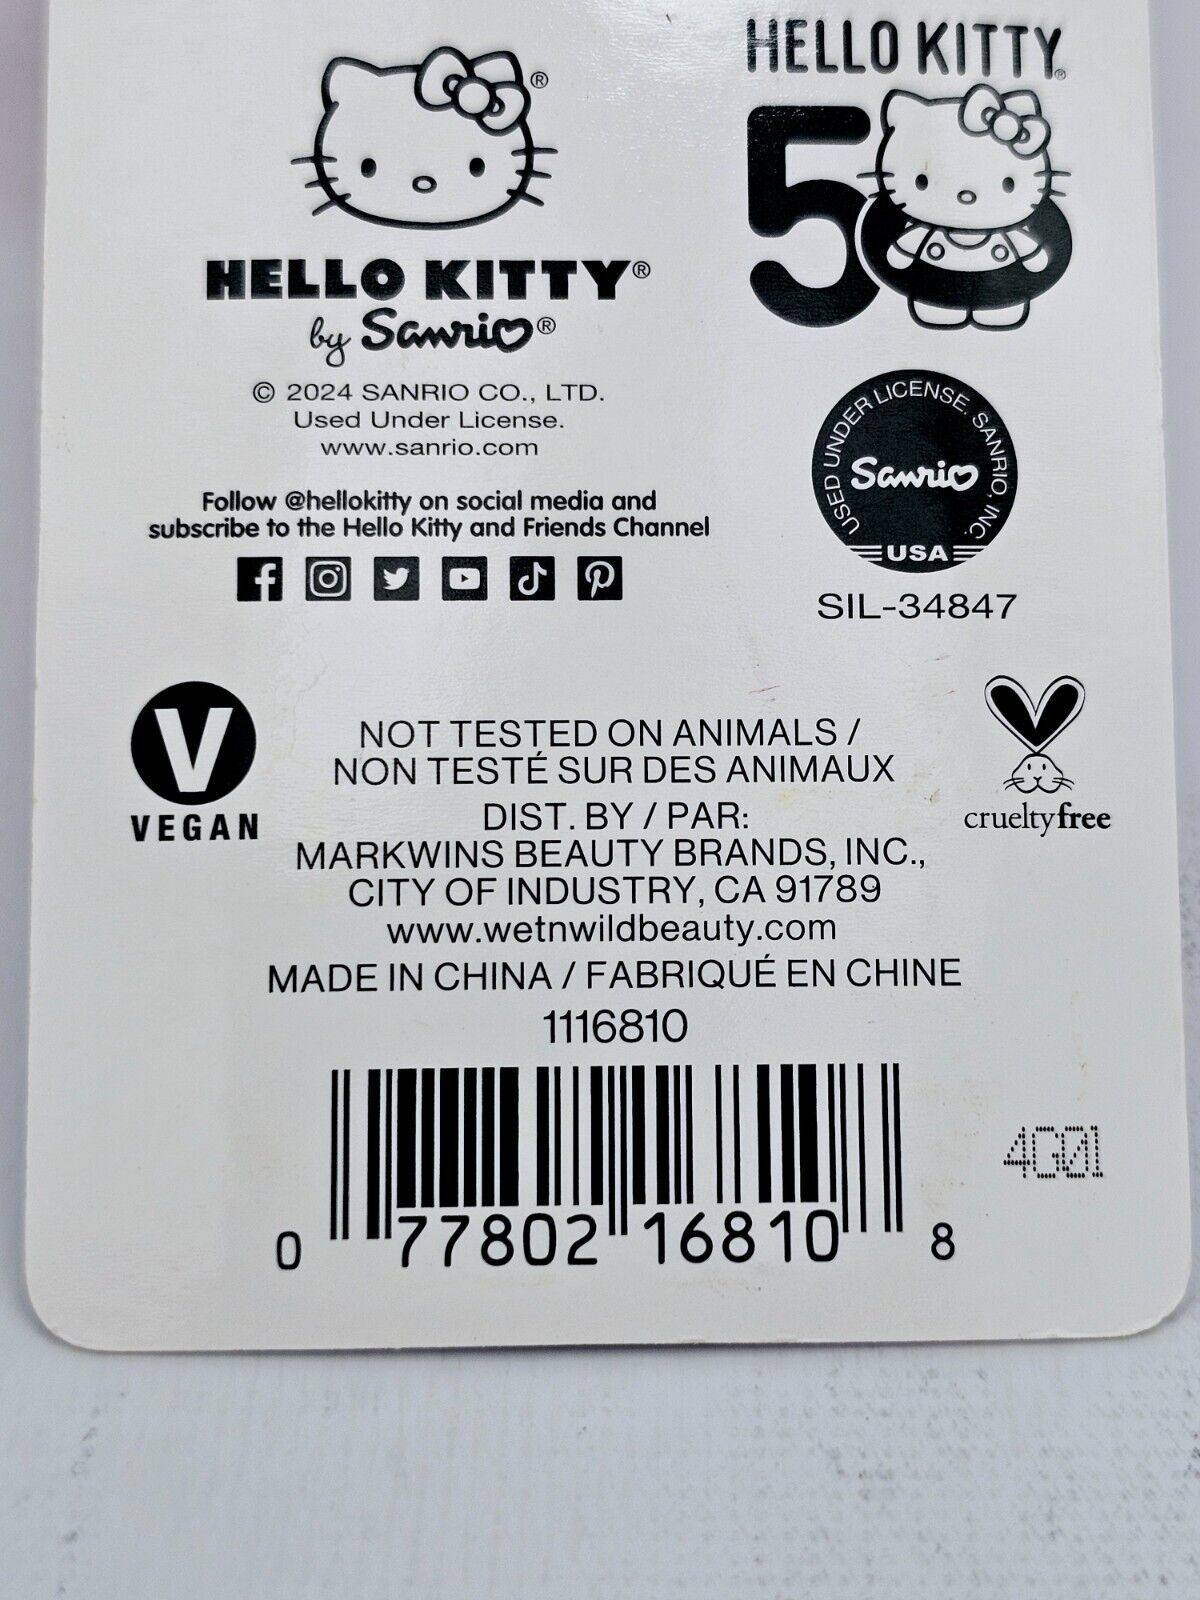 HELLO KITTY®
50
®
HELLO KITTY®
by Sanrio®
© 2024 SANRIO CO., LTD.
Used Under License.
www.sanrio.com
Follow @hellokitty on social media and
subscribe to the Hello Kitty and Friends Channel
USED UNDER LICENSE. SANRIO, INC.
Sanrio
USA
SIL-34847
V
VEGAN
NOT TESTED ON ANIMALS /
NON TESTÉ SUR DES ANIMAUX
DIST. BY / PAR:
MARKWINS BEAUTY BRANDS, INC.,
CITY OF INDUSTRY, CA 91789
www.wetnwildbeauty.com
MADE IN CHINA / FABRIQUÉ EN CHINE
1116810
crueltyfree
4G01
0 77802 16810 8